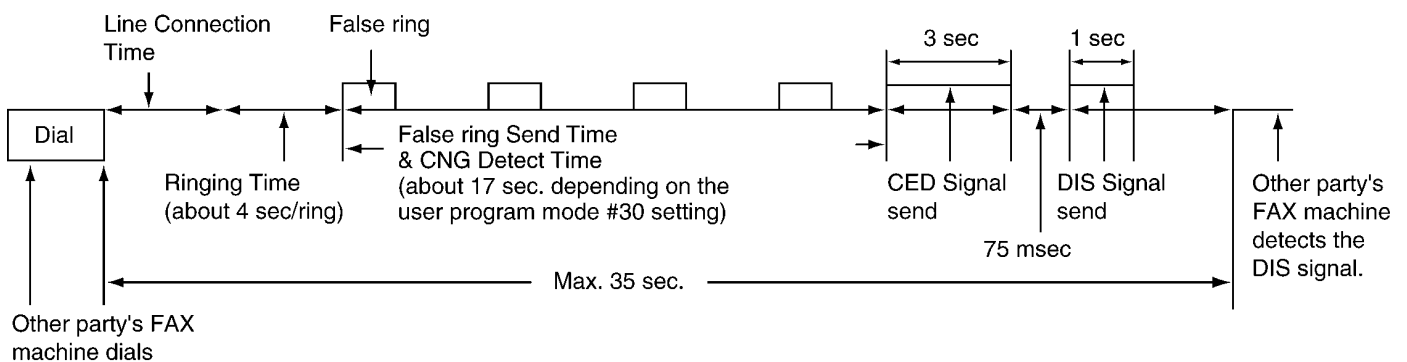 Line Connection
Time
False ring
3 sec
1 sec
Dial
Ringing Time
(about 4 sec/ring)
False ring Send Time
& CNG Detect Time
(about 17 sec. depending on the
user program mode #30 setting)
CED Signal
send
DIS Signal
send
75 msec
Other party's
FAX machine
detects the
DIS signal.
Max. 35 sec.
Other party's FAX
machine dials